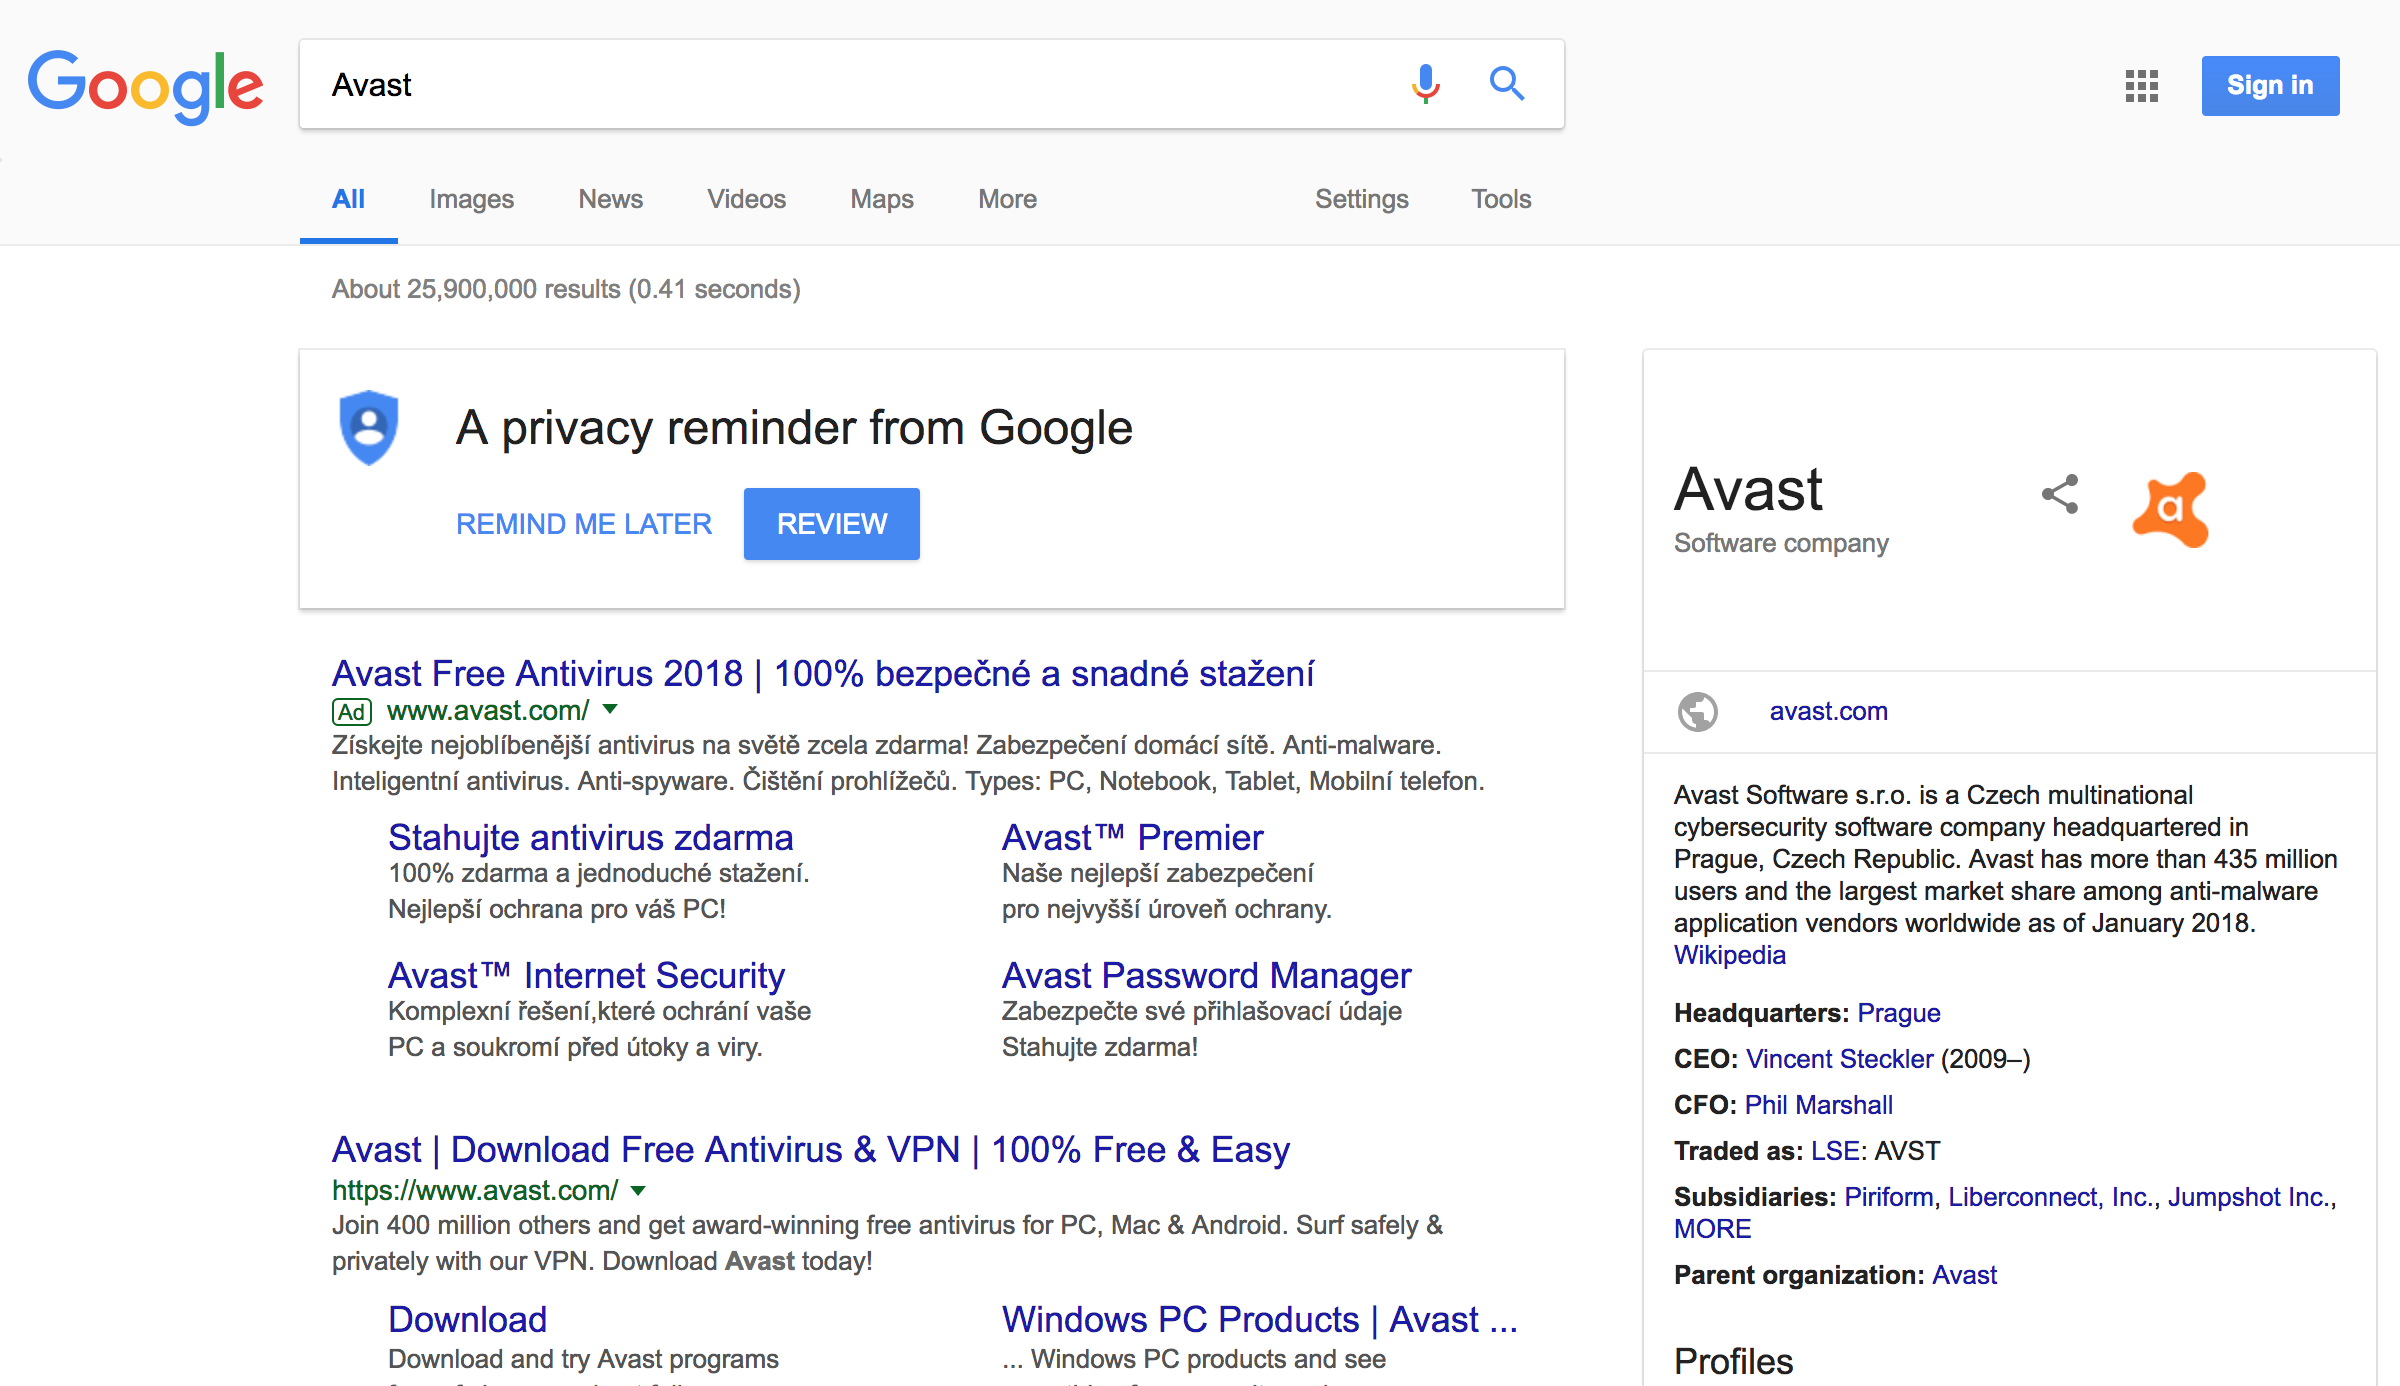 Google
Avast
Sign in
All Images News Videos Maps More Settings Tools
About 25,900,000 results (0.41 seconds)
A privacy reminder from Google
REMIND ME LATER REVIEW
Avast Free Antivirus 2018 | 100% bezpečné a snadné stažení
Ad www.avast.com/
Získejte nejoblíbenější antivirus na světě zcela zdarma! Zabezpečení domácí sítě. Anti-malware.
Inteligentní antivirus. Anti-spyware. Čištění prohlížečů. Types: PC, Notebook, Tablet, Mobilní telefon.
Stahujte antivirus zdarma
100% zdarma a jednoduché stažení.
Nejlepší ochrana pro váš PC!
Avast™ Premier
Naše nejlepší zabezpečení
pro nejvyšší úroveň ochrany.
Avast™ Internet Security
Komplexní řešení,které ochrání vaše
PC a soukromí před útoky a viry.
Avast Password Manager
Zabezpečte své přihlašovací údaje
Stahujte zdarma!
Avast | Download Free Antivirus & VPN | 100% Free & Easy
https://www.avast.com/
Join 400 million others and get award-winning free antivirus for PC, Mac & Android. Surf safely &
privately with our VPN. Download Avast today!
Download
Download and try Avast programs
Windows PC Products | Avast ...
... Windows PC products and see
Avast
Software company
a
avast.com
Avast Software s.r.o. is a Czech multinational
cybersecurity software company headquartered in
Prague, Czech Republic. Avast has more than 435 million
users and the largest market share among anti-malware
application vendors worldwide as of January 2018.
Wikipedia
Headquarters: Prague
CEO: Vincent Steckler (2009–)
CFO: Phil Marshall
Traded as: LSE: AVST
Subsidiaries: Piriform, Liberconnect, Inc., Jumpshot Inc.,
MORE
Parent organization: Avast
Profiles